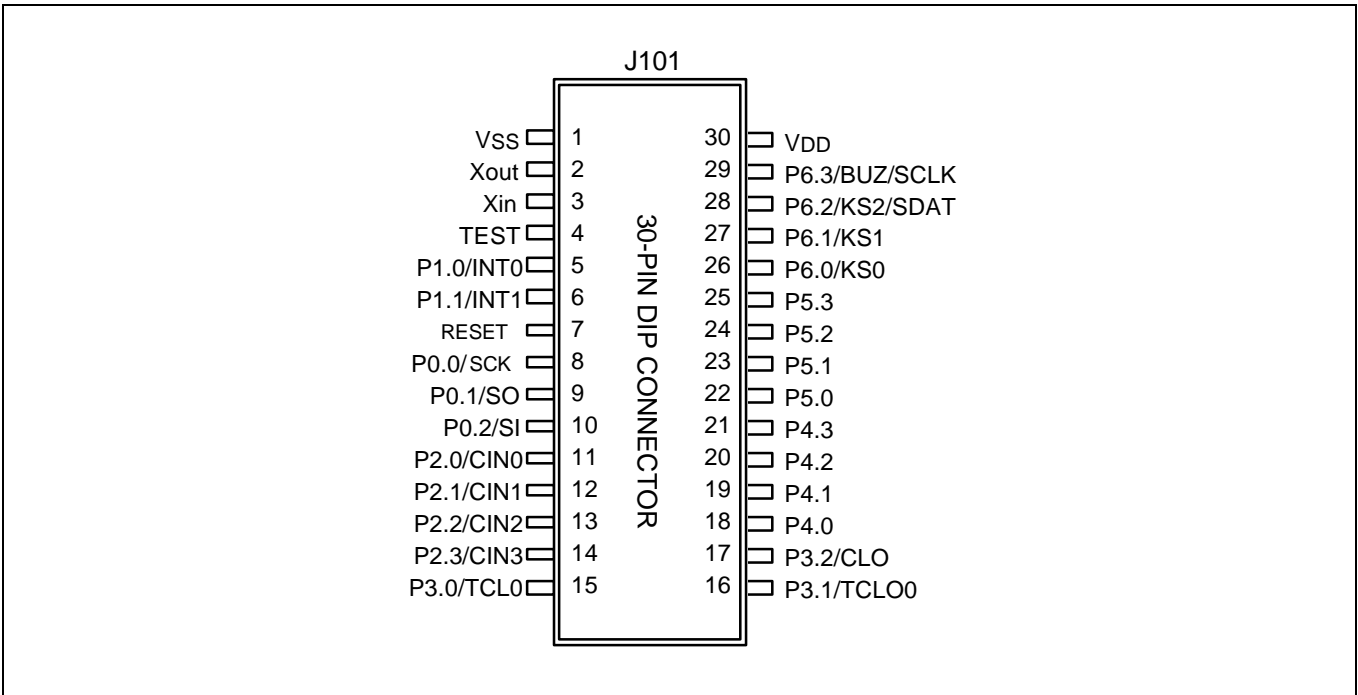 J101
VSS 1 30 VDD
Xout 2 29 P6.3/BUZ/SCLK
Xin 3 28 P6.2/KS2/SDAT
TEST 4 27 P6.1/KS1
P1.0/INT0 5 26 P6.0/KS0
P1.1/INT1 6 25 P5.3
RESET 7 24 P5.2
P0.0/SCK 8 23 P5.1
P0.1/SO 9 22 P5.0
P0.2/SI 10 21 P4.3
P2.0/CIN0 11 20 P4.2
P2.1/CIN1 12 19 P4.1
P2.2/CIN2 13 18 P4.0
P2.3/CIN3 14 17 P3.2/CLO
P3.0/TCL0 15 16 P3.1/TCLO0
30-PIN DIP CONNECTOR